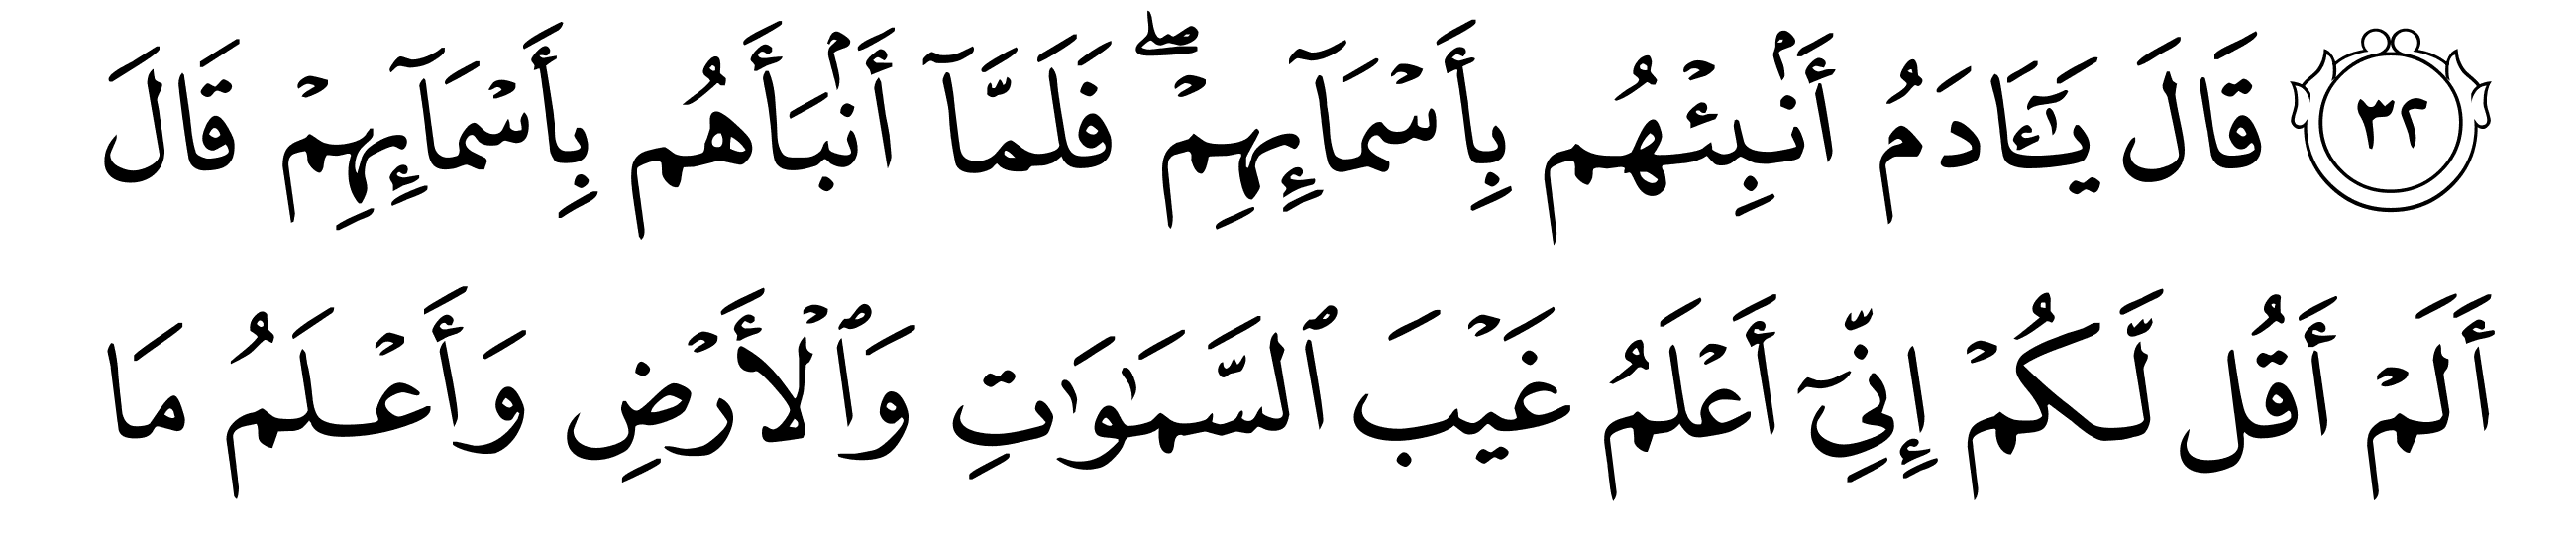 ٣٢ قَالَ يَـٰٓـَٔادَمُ أَنۢبِئْهُم بِأَسْمَآئِهِمْ ۖ فَلَمَّآ أَنۢبَأَهُم بِأَسْمَآئِهِمْ قَالَ
أَلَمْ أَقُل لَّكُمْ إِنِّىٓ أَعْلَمُ غَيْبَ ٱلسَّمَـٰوَٰتِ وَٱلْأَرْضِ وَأَعْلَمُ مَا